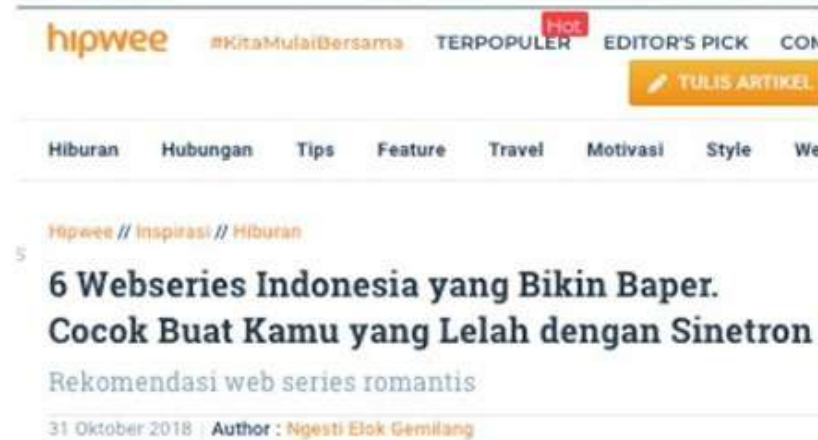 hipwee #KitaMulaiBersama TERPOPULER Hot EDITOR'S PICK
TULIS ARTIKEL
Hiburan Hubungan Tips Feature Travel Motivasi Style
Hipwee // Inspirasi // Hiburan
6 Webseries Indonesia yang Bikin Baper.
Cocok Buat Kamu yang Lelah dengan Sinetron
Rekomendasi web series romantis
31 Oktober 2018 | Author : Ngesti Elok Gemilang